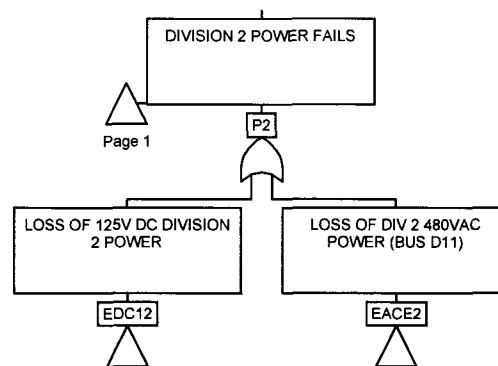 DIVISION 2 POWER FAILS
Page 1
P2
LOSS OF 125V DC DIVISION
2 POWER
LOSS OF DIV 2 480VAC
POWER (BUS D11)
EDC12
EACE2